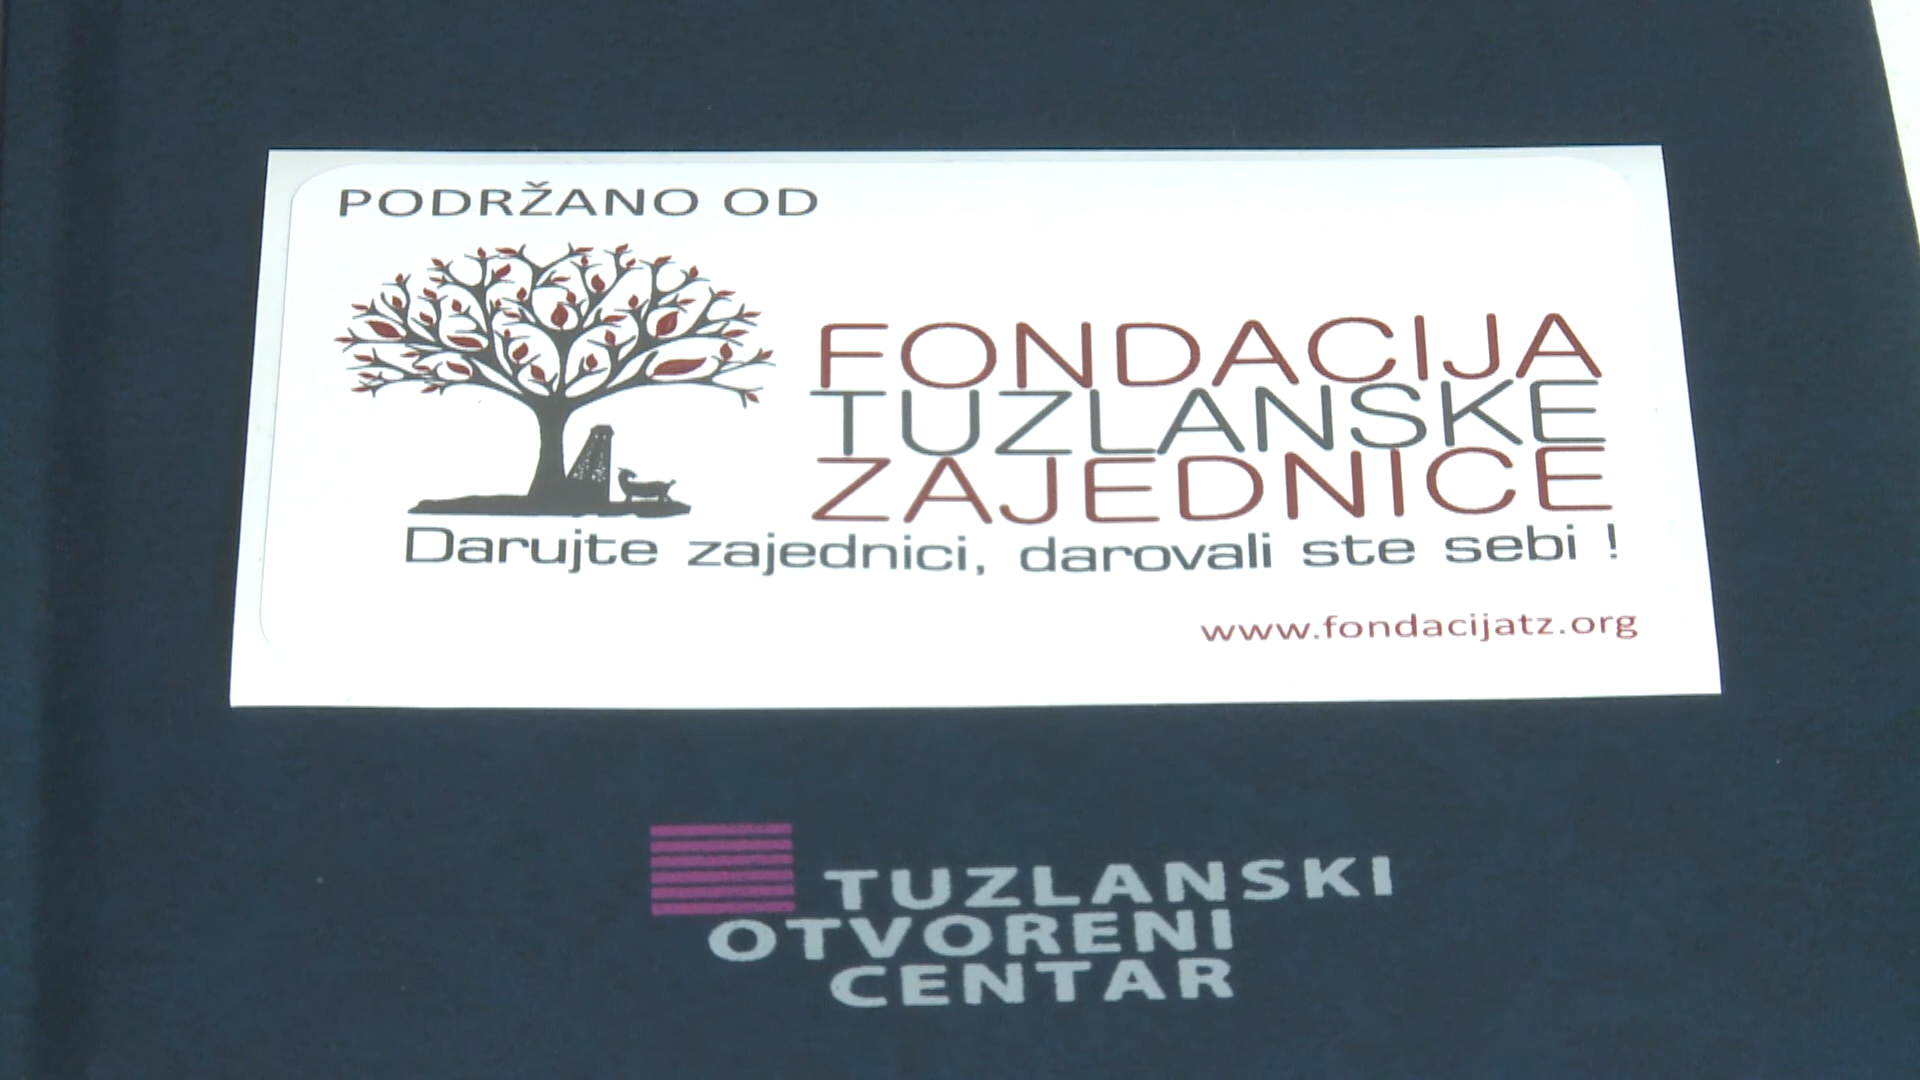 PODRŽANO OD
FONDACIJA
TUZLANSKE
ZAJEDNICE
Darujte zajednici, darovali ste sebi !
www.fondacijatz.org
TUZLANSKI
OTVORENI
CENTAR